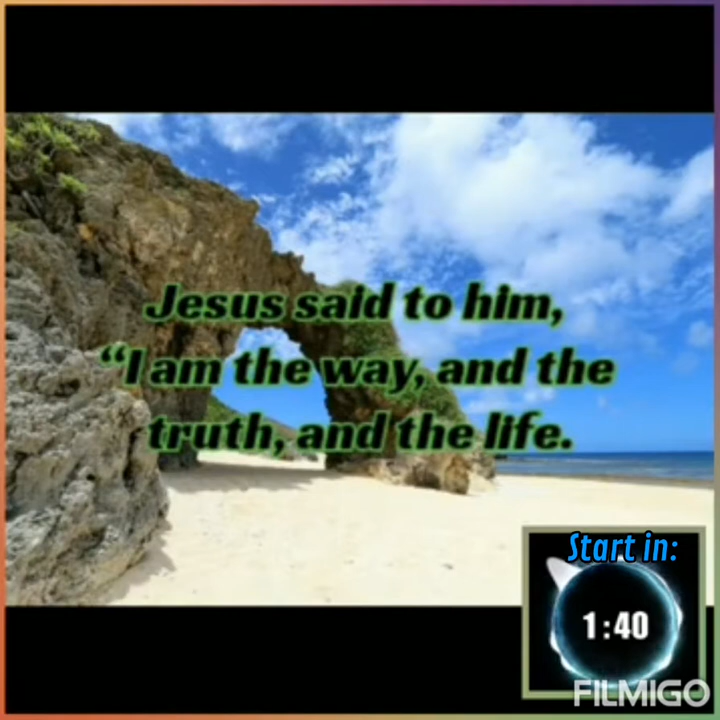 Jesus said to him,
“I am the way, and the
truth, and the life.
Start in:
1:40
FILMIGO